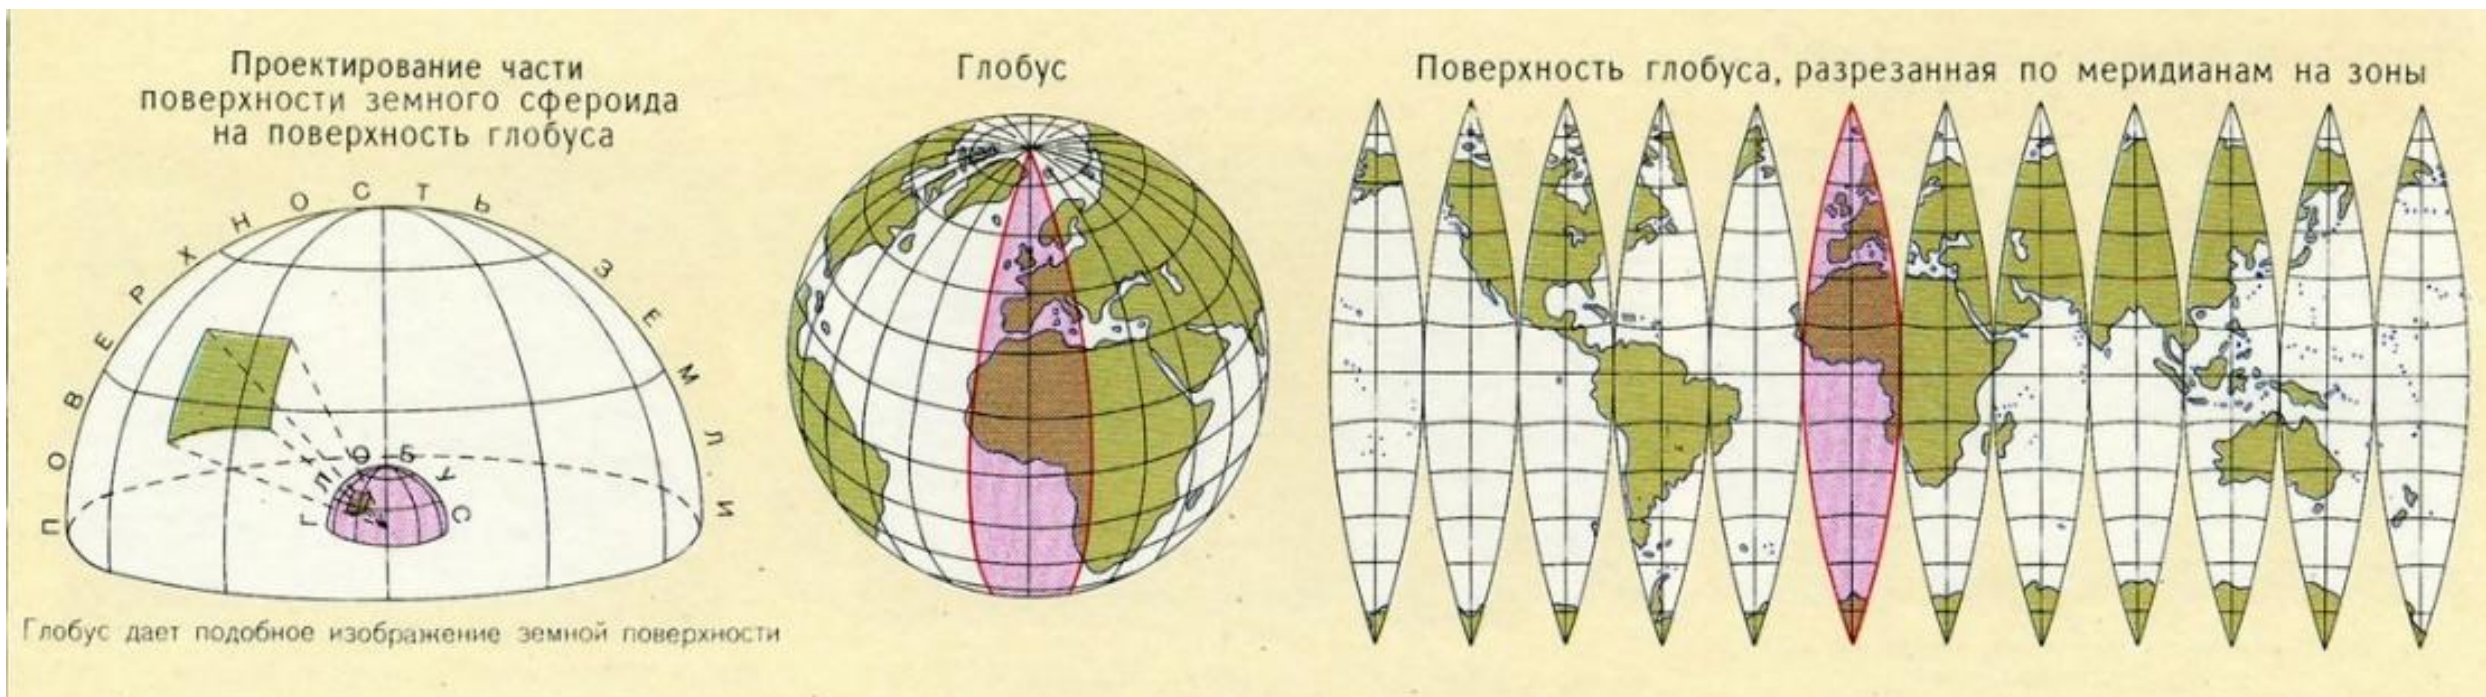 Проектирование части
поверхности земного сфероида
на поверхность глобуса
ПОВЕРХНОСТЬ ЗЕМЛИ
ГЛОБУС
Глобус дает подобное изображение земной поверхности
Глобус
Поверхность глобуса, разрезанная по меридианам на зоны